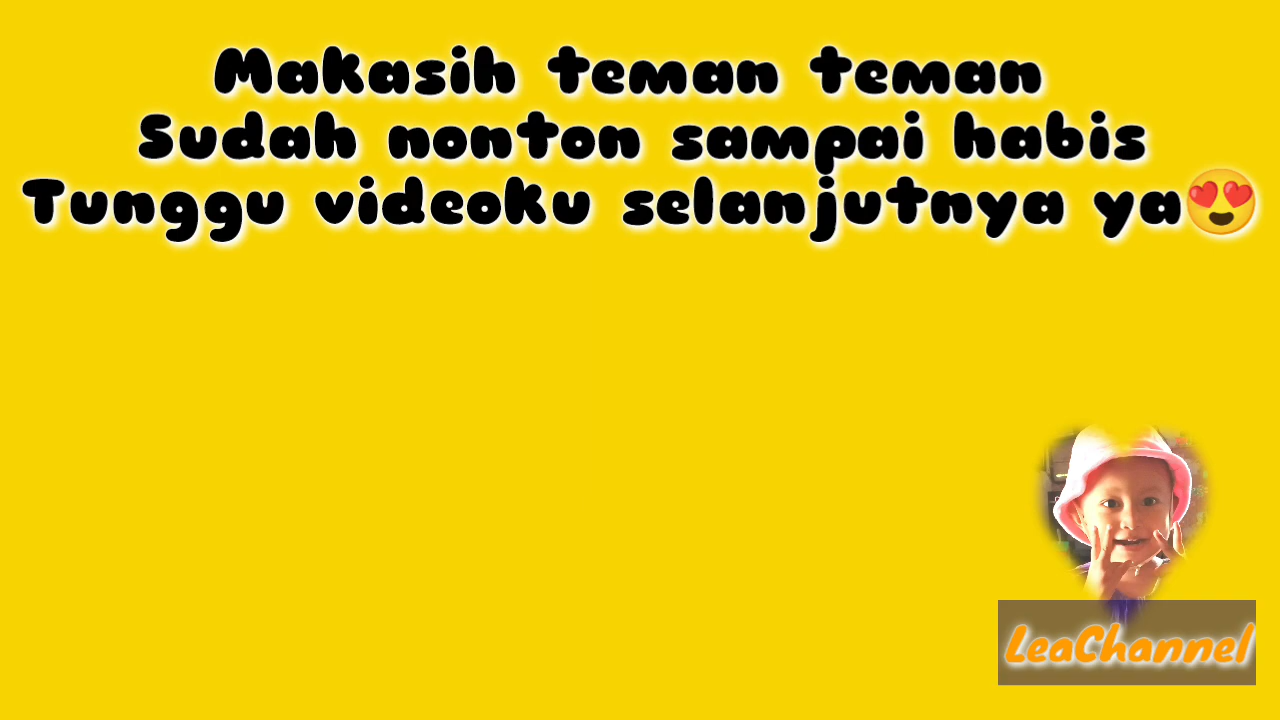 Makasih teman teman
Sudah nonton sampai habis
Tunggu videoku selanjutnya ya😍
LeaChannel